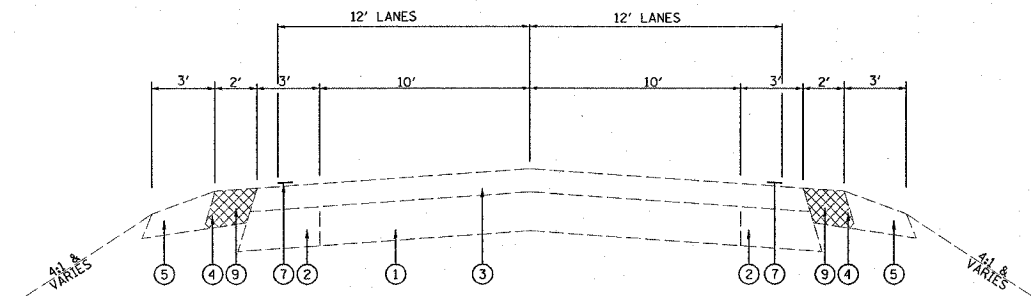 12' LANES 12' LANES
3' 2' 3' 10' 10' 3' 2' 3'
4:1 & VARIES
4:1 & VARIES
5 4 9 7 2 1 3 2 7 9 4 5